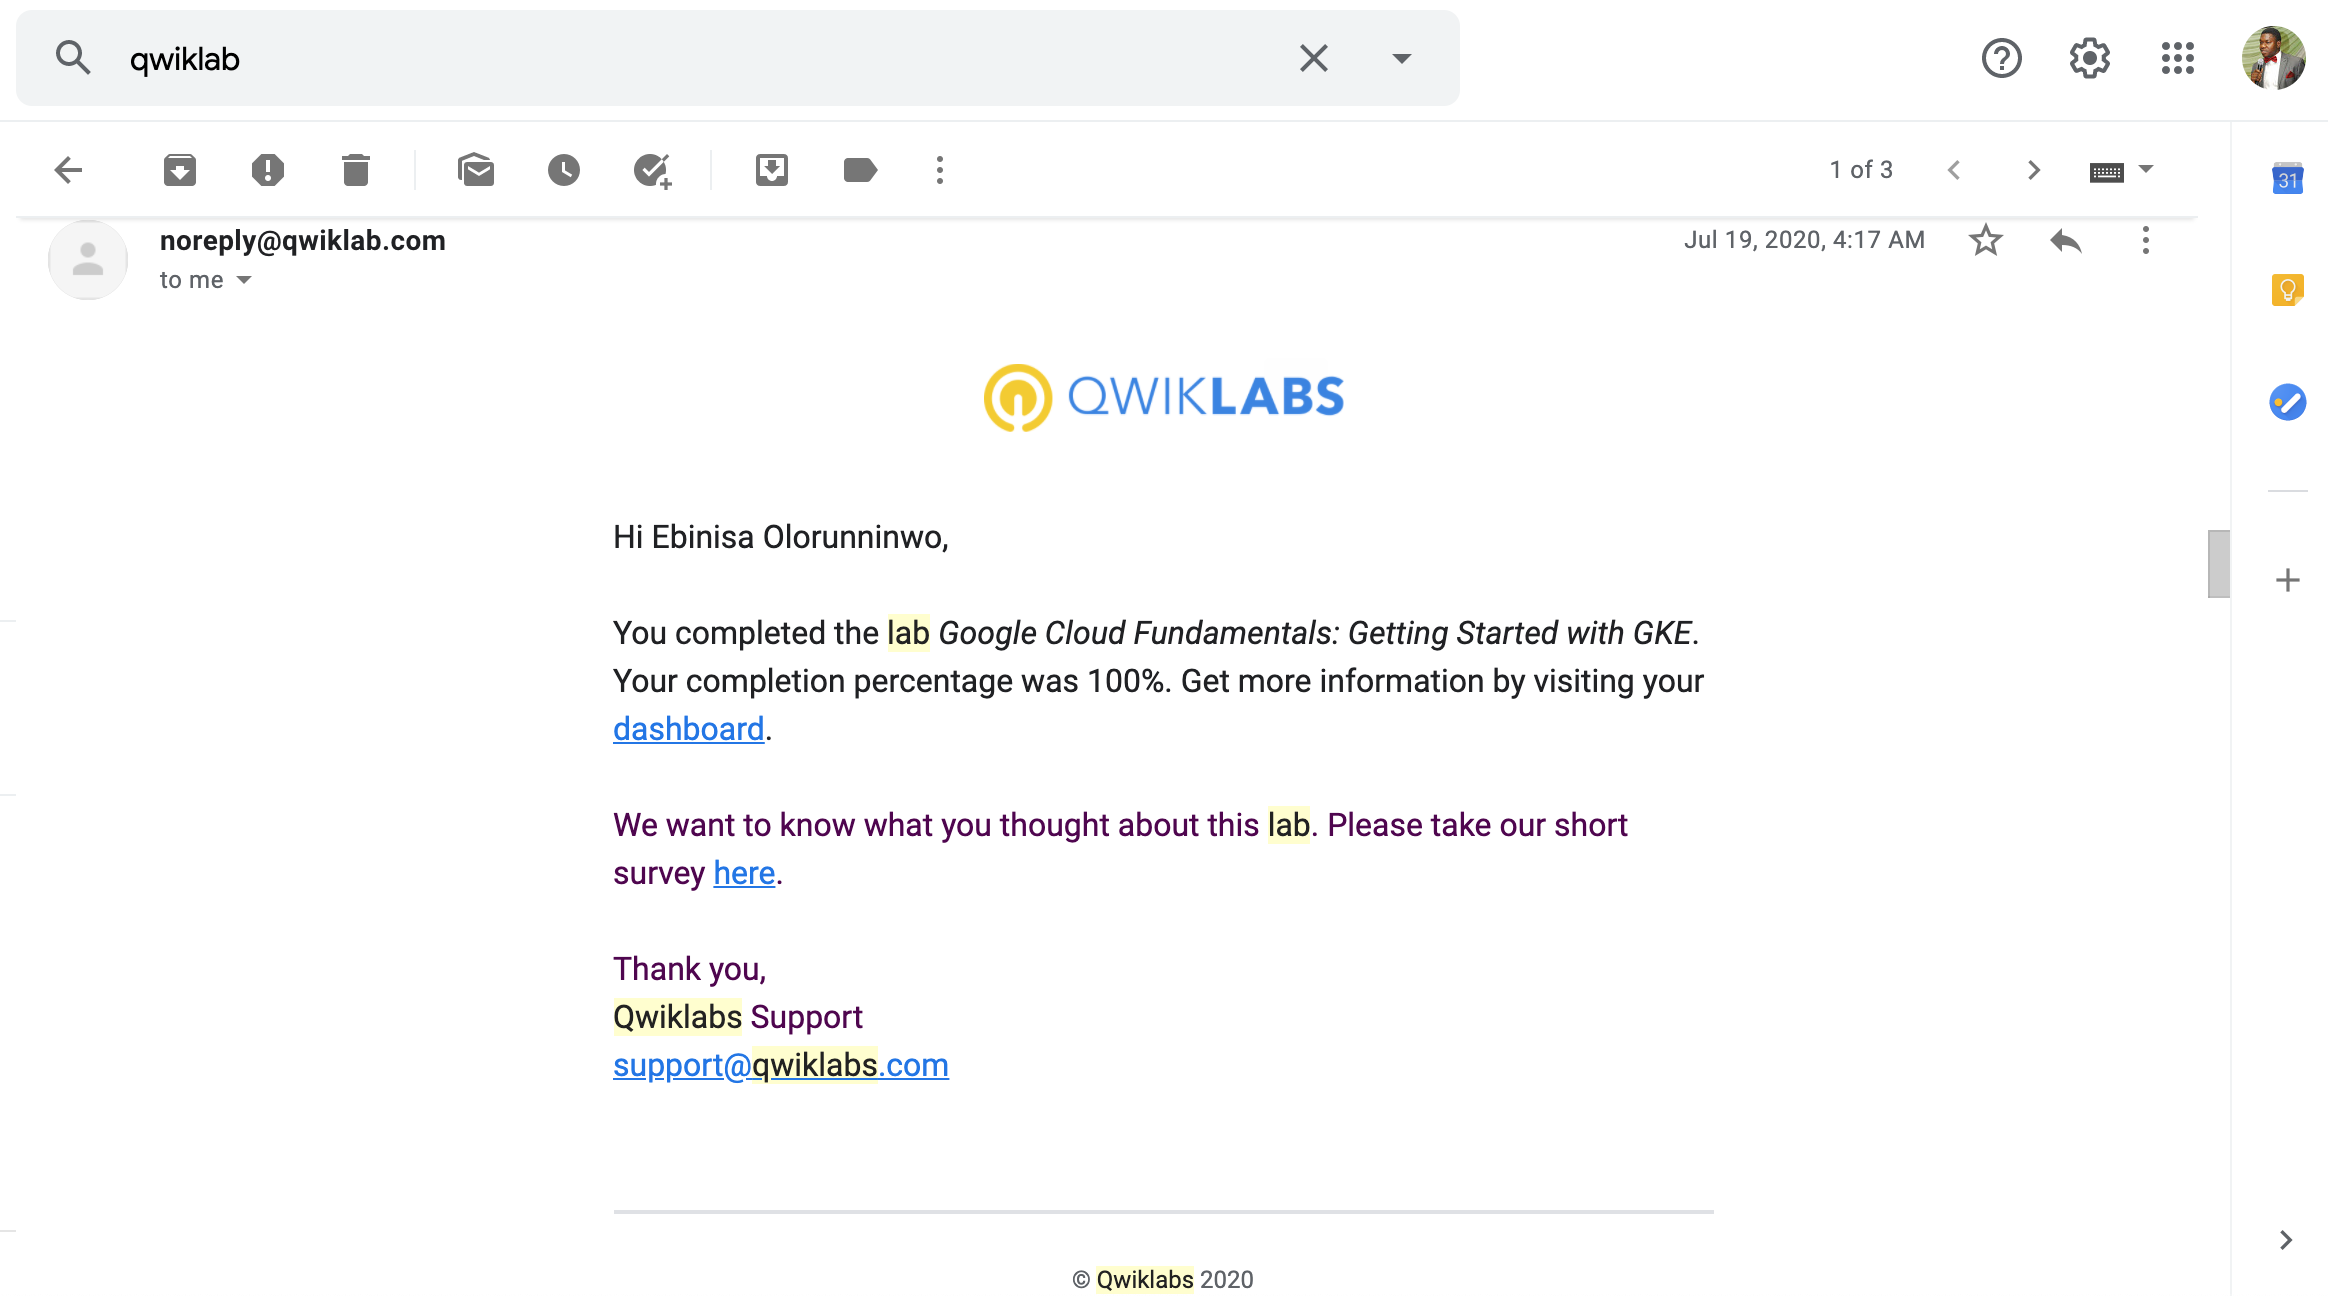 qwiklab
1 of 3
31
noreply@qwiklab.com
Jul 19, 2020, 4:17 AM
to me
QWIKLABS
Hi Ebinisa Olorunninwo,
You completed the lab Google Cloud Fundamentals: Getting Started with GKE.
Your completion percentage was 100%. Get more information by visiting your
dashboard.
We want to know what you thought about this lab. Please take our short
survey here.
Thank you,
Qwiklabs Support
support@qwiklabs.com
© Qwiklabs 2020